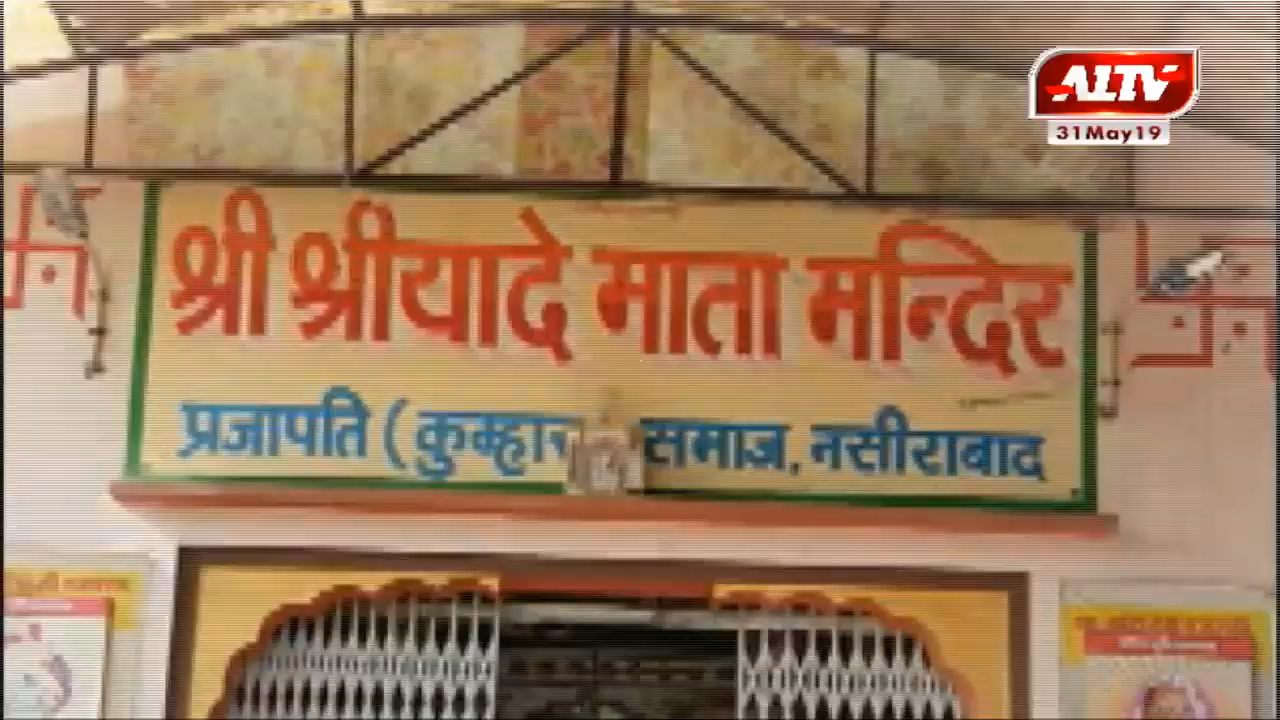 ALTV
31May19
श्री श्रीयादे माता मन्दिर
प्रजापति ( समाज, नसीराबाद